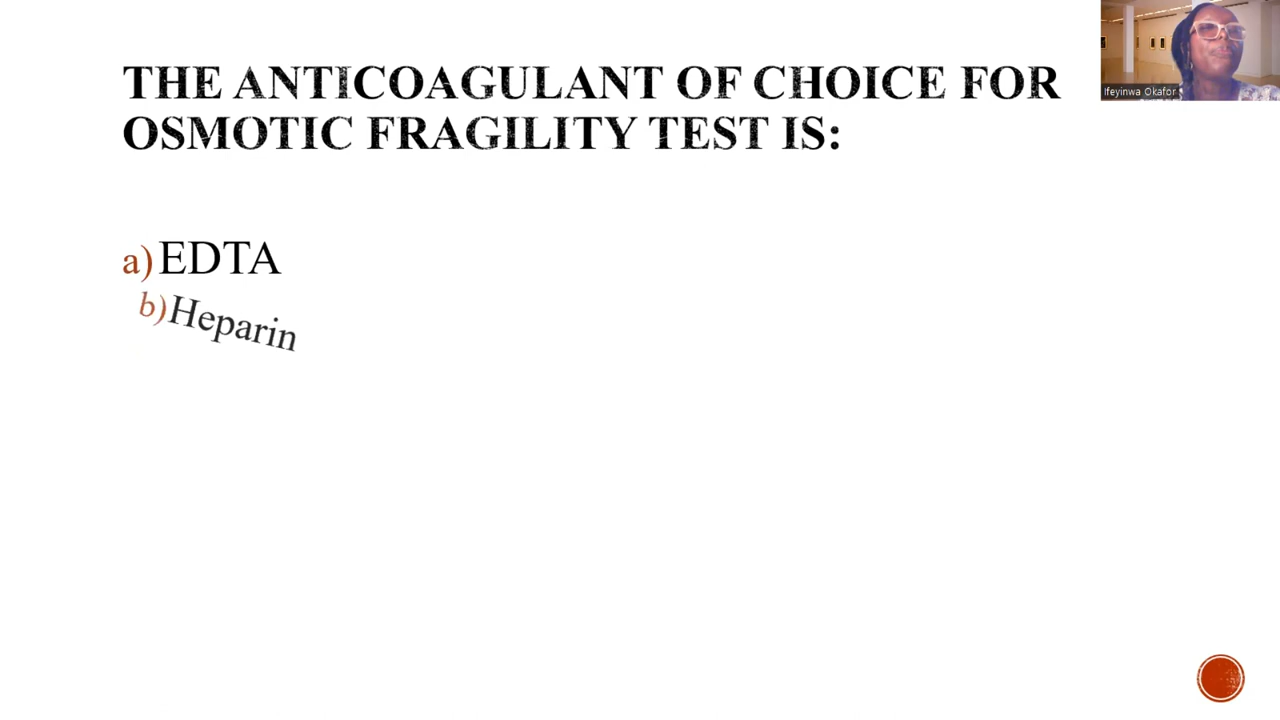 THE ANTICOAGULANT OF CHOICE FOR
OSMOTIC FRAGILITY TEST IS:
Ifeyinwa Okafor
a) EDTA
b) Heparin